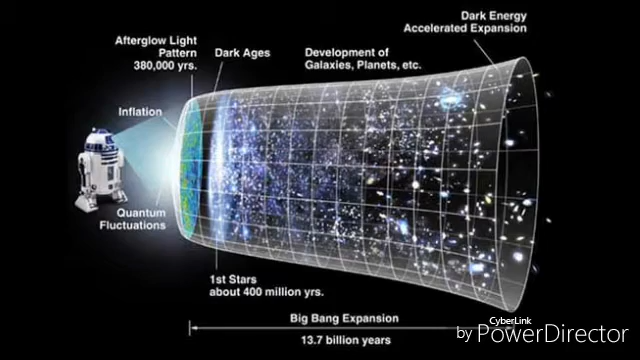 Dark Energy
Accelerated Expansion
Afterglow Light
Pattern
380,000 yrs.
Dark Ages
Development of
Galaxies, Planets, etc.
Inflation
Quantum
Fluctuations
1st Stars
about 400 million yrs.
Big Bang Expansion
13.7 billion years
CyberLink
by PowerDirector